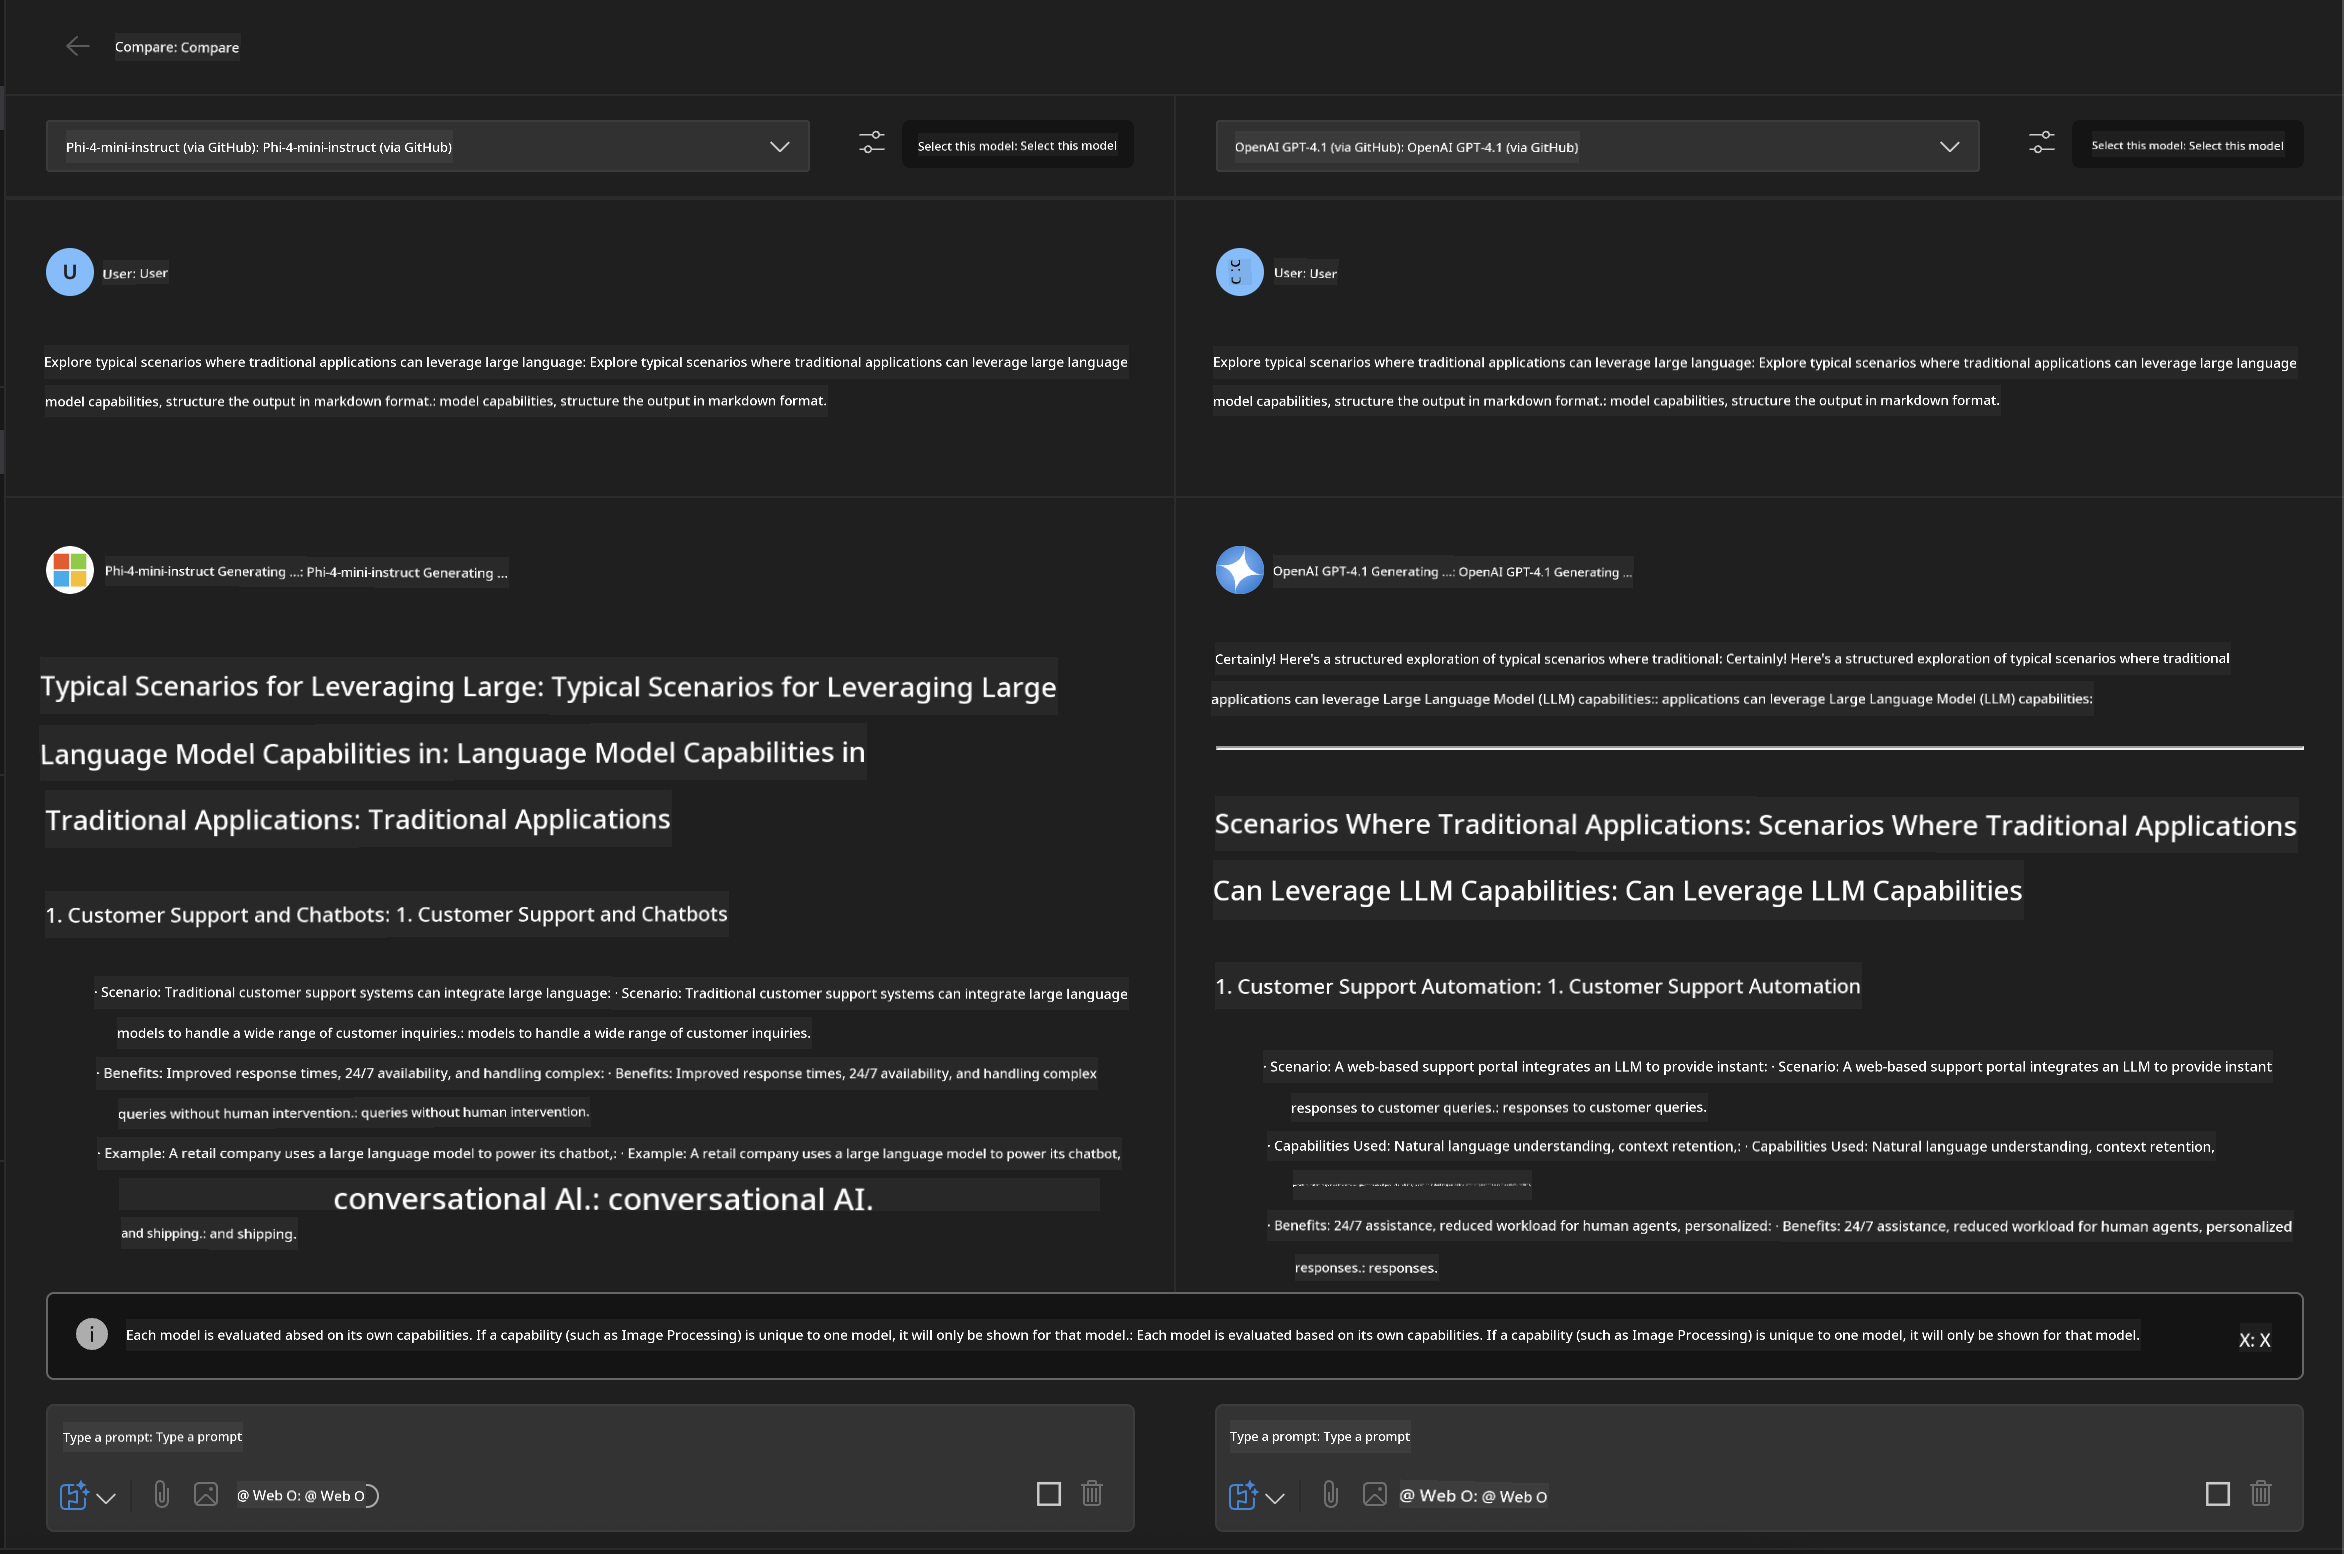 Compare: Compare
Phi-4-mini-instruct (via GitHub): Phi-4-mini-instruct (via GitHub)
Select this model: Select this model
U
User: User
Explore typical scenarios where traditional applications can leverage large language: Explore typical scenarios where traditional applications can leverage large language
model capabilities, structure the output in markdown format.: model capabilities, structure the output in markdown format.
Phi-4-mini-instruct Generating ...: Phi-4-mini-instruct Generating ...
Typical Scenarios for Leveraging Large: Typical Scenarios for Leveraging Large
Language Model Capabilities in: Language Model Capabilities in
Traditional Applications: Traditional Applications
1. Customer Support and Chatbots: 1. Customer Support and Chatbots
· Scenario: Traditional customer support systems can integrate large language: · Scenario: Traditional customer support systems can integrate large language
models to handle a wide range of customer inquiries.: models to handle a wide range of customer inquiries.
· Benefits: Improved response times, 24/7 availability, and handling complex: · Benefits: Improved response times, 24/7 availability, and handling complex
queries without human intervention.: queries without human intervention.
· Example: A retail company uses a large language model to power its chatbot,: · Example: A retail company uses a large language model to power its chatbot,
conversational Al.: conversational AI.
and shipping.: and shipping.
OpenAI GPT-4.1 (via GitHub): OpenAI GPT-4.1 (via GitHub)
Select this model: Select this model
C: C
User: User
Explore typical scenarios where traditional applications can leverage large language: Explore typical scenarios where traditional applications can leverage large language
model capabilities, structure the output in markdown format.: model capabilities, structure the output in markdown format.
OpenAI GPT-4.1 Generating ...: OpenAI GPT-4.1 Generating ...
Certainly! Here's a structured exploration of typical scenarios where traditional: Certainly! Here's a structured exploration of typical scenarios where traditional
applications can leverage Large Language Model (LLM) capabilities:: applications can leverage Large Language Model (LLM) capabilities:
Scenarios Where Traditional Applications: Scenarios Where Traditional Applications
Can Leverage LLM Capabilities: Can Leverage LLM Capabilities
1. Customer Support Automation: 1. Customer Support Automation
· Scenario: A web-based support portal integrates an LLM to provide instant: · Scenario: A web-based support portal integrates an LLM to provide instant
responses to customer queries.: responses to customer queries.
· Capabilities Used: Natural language understanding, context retention,: · Capabilities Used: Natural language understanding, context retention,
· Benefits: 24/7 assistance, reduced workload for human agents, personalized: · Benefits: 24/7 assistance, reduced workload for human agents, personalized
responses.: responses.
Each model is evaluated absed on its own capabilities. If a capability (such as Image Processing) is unique to one model, it will only be shown for that model.: Each model is evaluated based on its own capabilities. If a capability (such as Image Processing) is unique to one model, it will only be shown for that model.
X: X
Type a prompt: Type a prompt
@ Web O: @ Web O
Type a prompt: Type a prompt
@ Web O: @ Web O